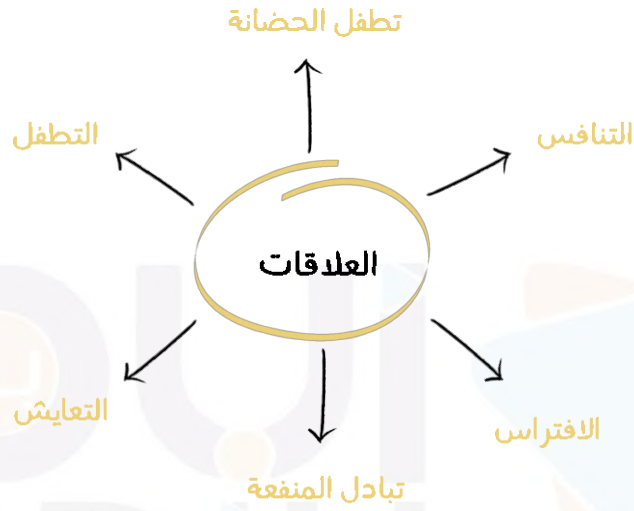 تطفل الحضانة
التنافس
التطفل
العلاقات
التعايش
الافتراس
تبادل المنفعة